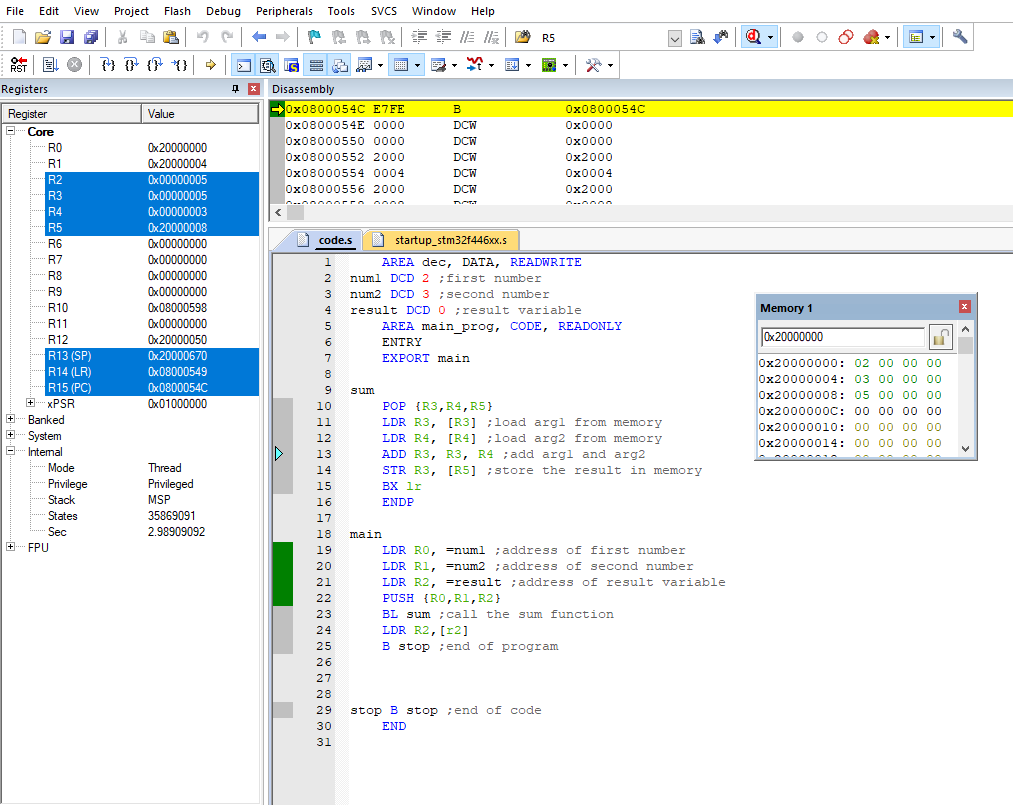 File Edit View Project Flash Debug Peripherals Tools SVCS Window Help
R5
RST
Registers
Register Value
Core
R0 0x20000000
R1 0x20000004
R2 0x00000005
R3 0x00000005
R4 0x00000003
R5 0x20000008
R6 0x00000000
R7 0x00000000
R8 0x00000000
R9 0x00000000
R10 0x08000598
R11 0x00000000
R12 0x20000050
R13 (SP) 0x20000670
R14 (LR) 0x08000549
R15 (PC) 0x0800054C
xPSR 0x01000000
Banked
System
Internal
Mode Thread
Privilege Privileged
Stack MSP
States 35869091
Sec 2.98909092
FPU
Disassembly
0x0800054C E7FE B 0x0800054C
0x0800054E 0000 DCW 0x0000
0x08000550 0000 DCW 0x0000
0x08000552 2000 DCW 0x2000
0x08000554 0004 DCW 0x0004
0x08000556 2000 DCW 0x2000
code.s startup_stm32f446xx.s
1 AREA dec, DATA, READWRITE
2 num1 DCD 2 ;first number
3 num2 DCD 3 ;second number
4 result DCD 0 ;result variable
5 AREA main_prog, CODE, READONLY
6 ENTRY
7 EXPORT main
8
9 sum
10 POP {R3,R4,R5}
11 LDR R3, [R3] ;load arg1 from memory
12 LDR R4, [R4] ;load arg2 from memory
13 ADD R3, R3, R4 ;add arg1 and arg2
14 STR R3, [R5] ;store the result in memory
15 BX lr
16 ENDP
17
18 main
19 LDR R0, =num1 ;address of first number
20 LDR R1, =num2 ;address of second number
21 LDR R2, =result ;address of result variable
22 PUSH {R0,R1,R2}
23 BL sum ;call the sum function
24 LDR R2,[r2]
25 B stop ;end of program
26
27
28
29 stop B stop ;end of code
30 END
31
Memory 1
0x20000000
0x20000000: 02 00 00 00
0x20000004: 03 00 00 00
0x20000008: 05 00 00 00
0x2000000C: 00 00 00 00
0x20000010: 00 00 00 00
0x20000014: 00 00 00 00